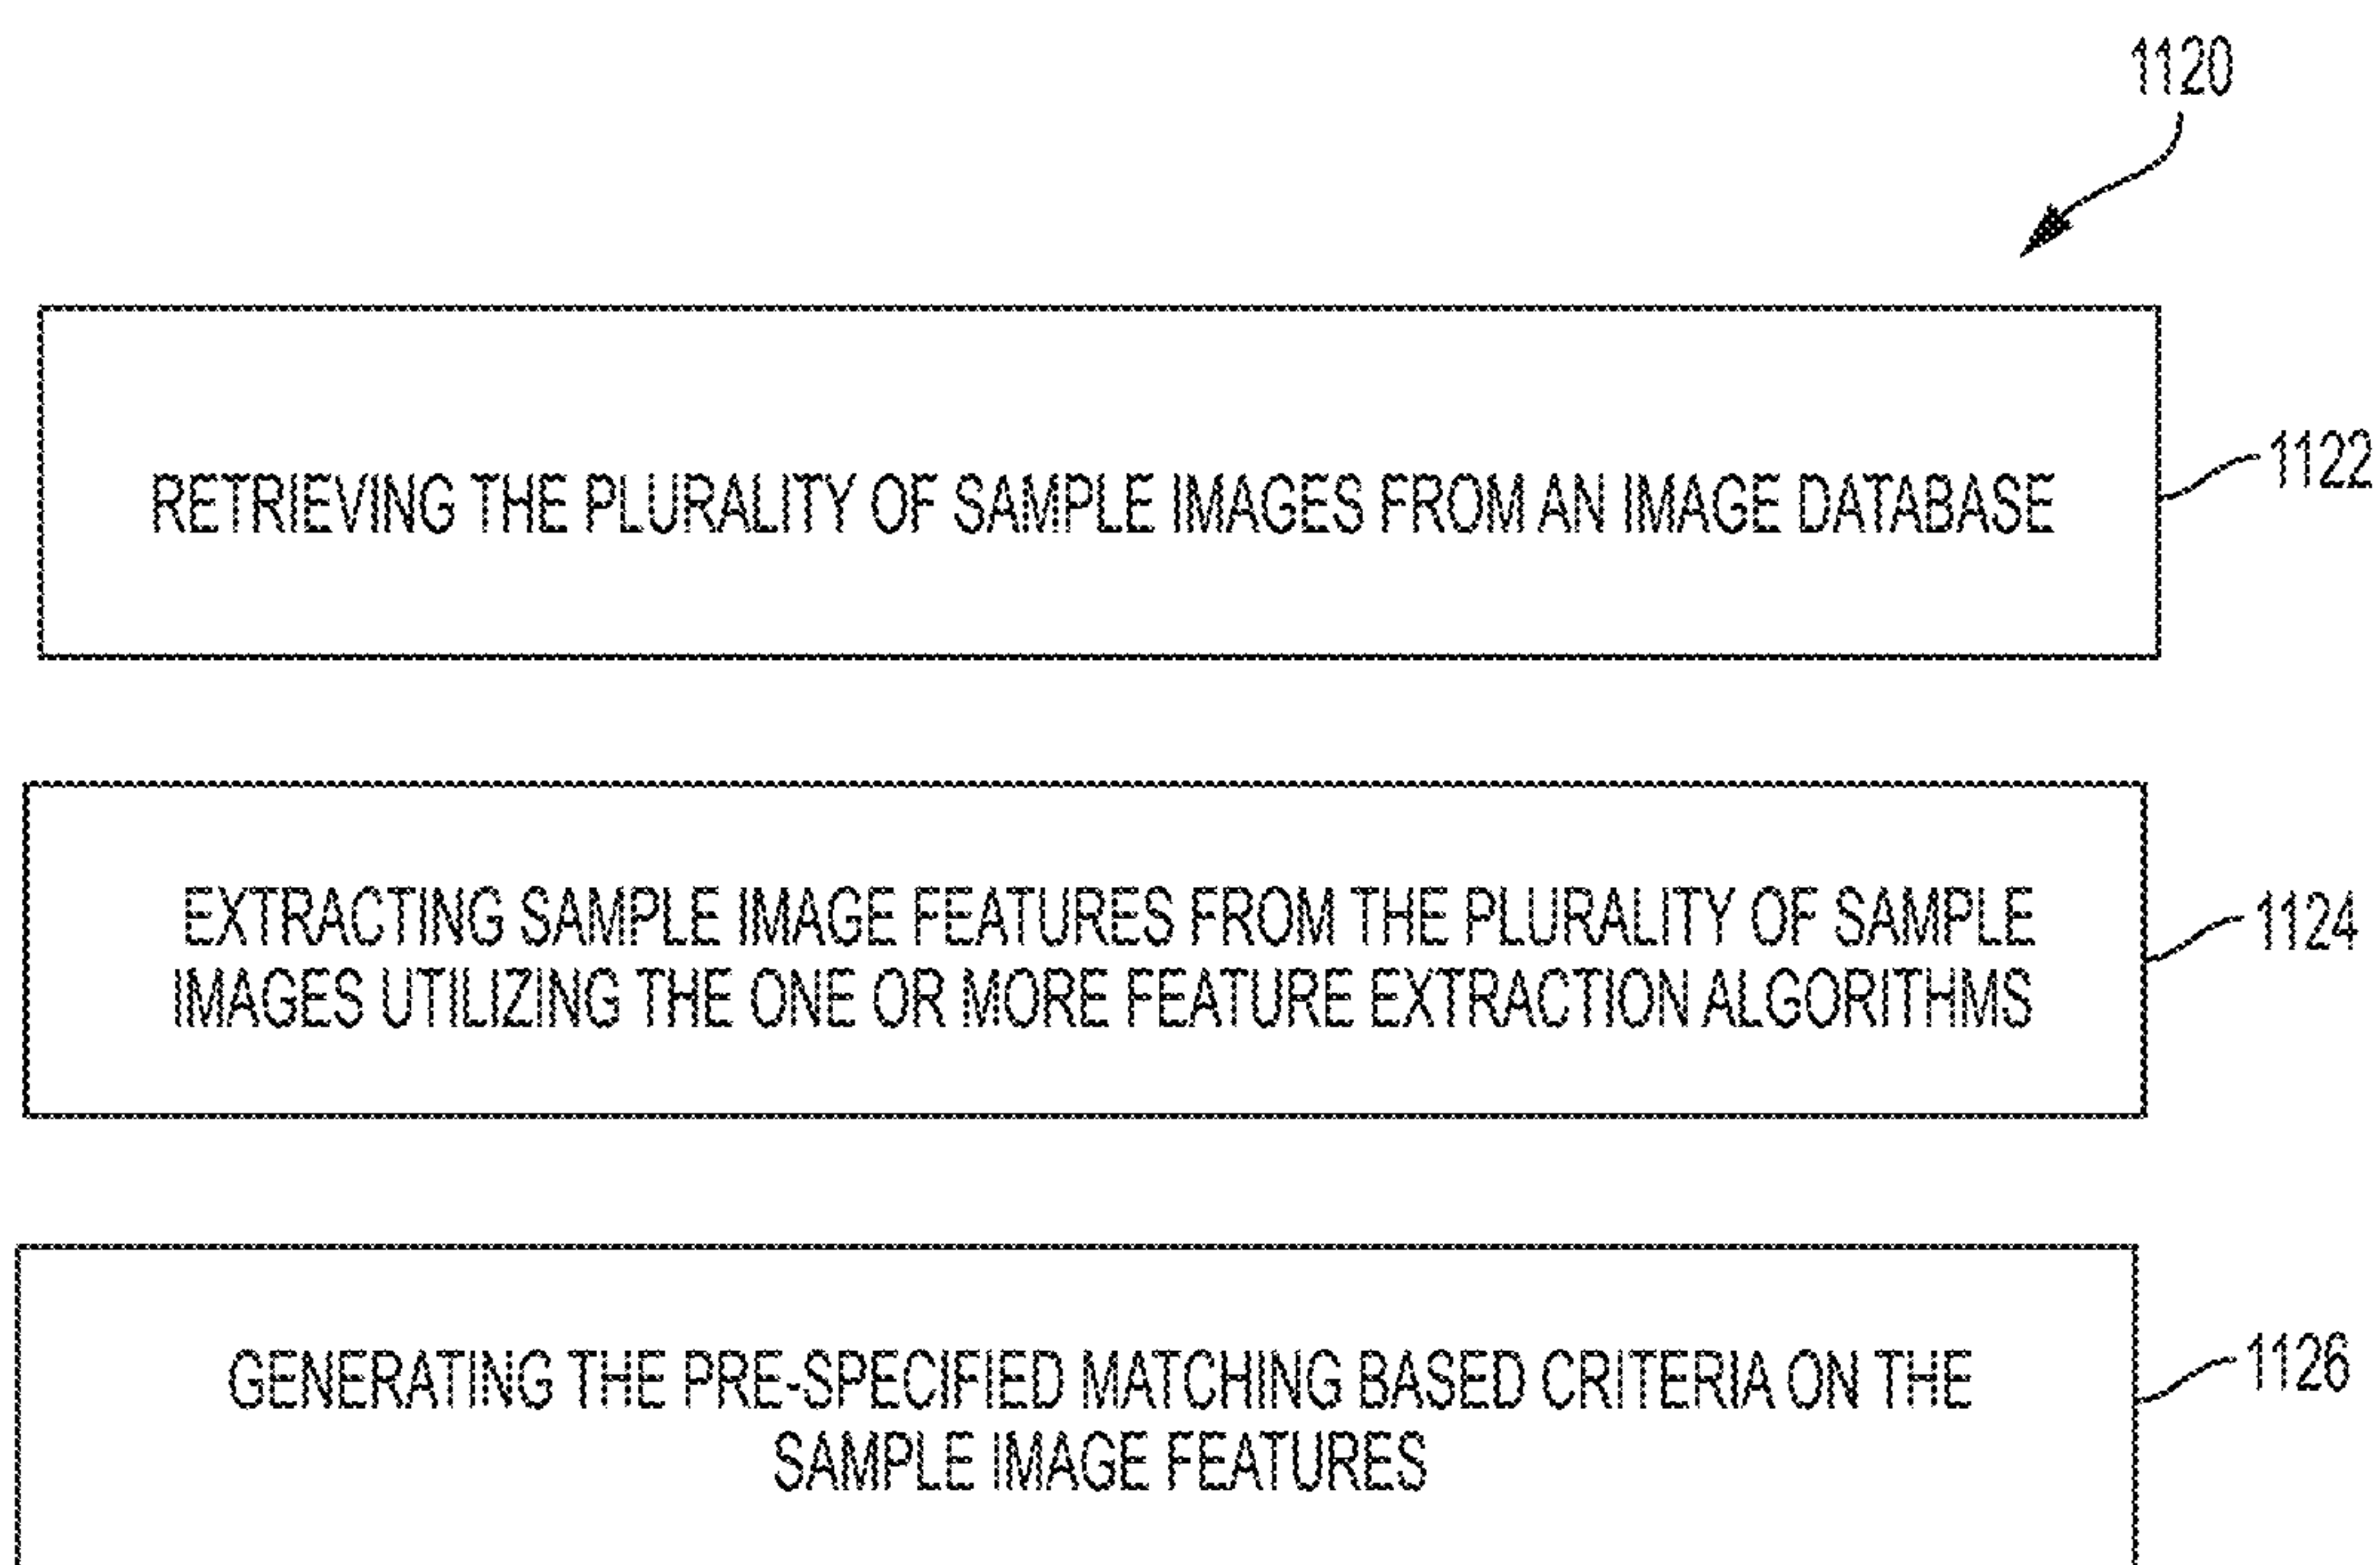 1120
RETRIEVING THE PLURALITY OF SAMPLE IMAGES FROM AN IMAGE DATABASE
1122
EXTRACTING SAMPLE IMAGE FEATURES FROM THE PLURALITY OF SAMPLE
IMAGES UTILIZING THE ONE OR MORE FEATURE EXTRACTION ALGORITHMS
1124
GENERATING THE PRE-SPECIFIED MATCHING BASED CRITERIA ON THE
SAMPLE IMAGE FEATURES
1126